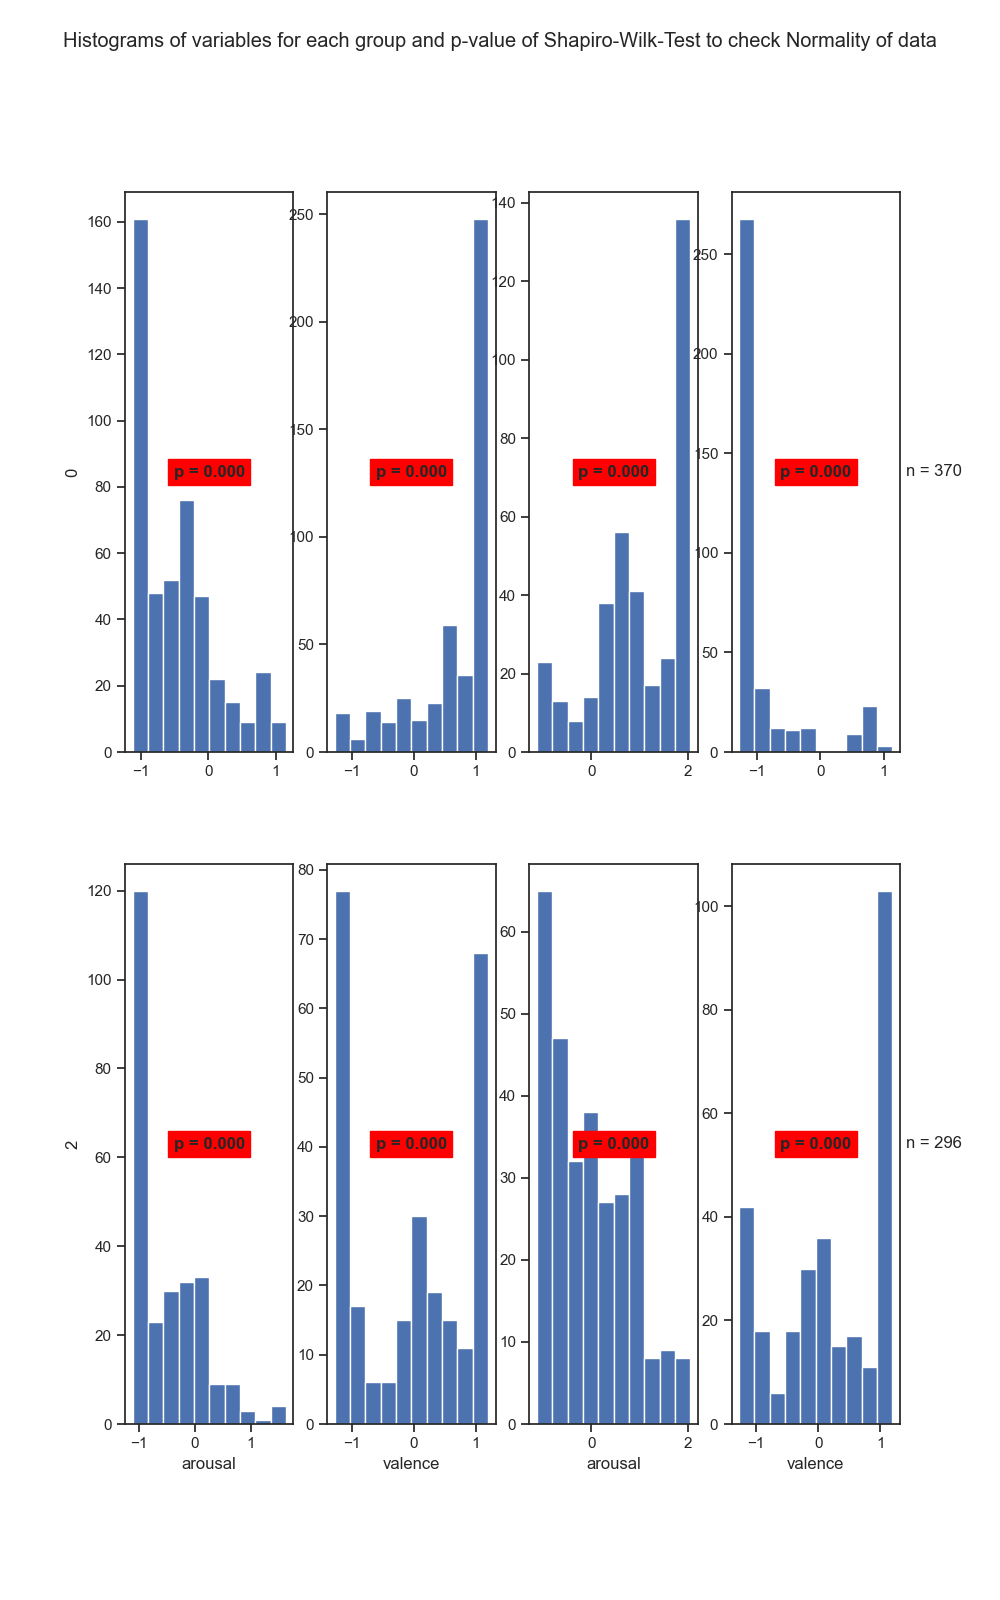 Histograms of variables for each group and p-value of Shapiro-Wilk-Test to check Normality of data
0
160
140
120
100
80
60
40
20
0
−1 0 1
p = 0.000
250
200
150
100
50
0
−1 0 1
p = 0.000
140
120
100
80
60
40
20
0
0 2
p = 0.000
250
200
150
100
50
0
−1 0 1
p = 0.000
n = 370
2
120
100
80
60
40
20
0
−1 0 1
arousal
p = 0.000
80
70
60
50
40
30
20
10
0
−1 0 1
valence
p = 0.000
60
50
40
30
20
10
0
0 2
arousal
p = 0.000
100
80
60
40
20
0
−1 0 1
valence
p = 0.000
n = 296